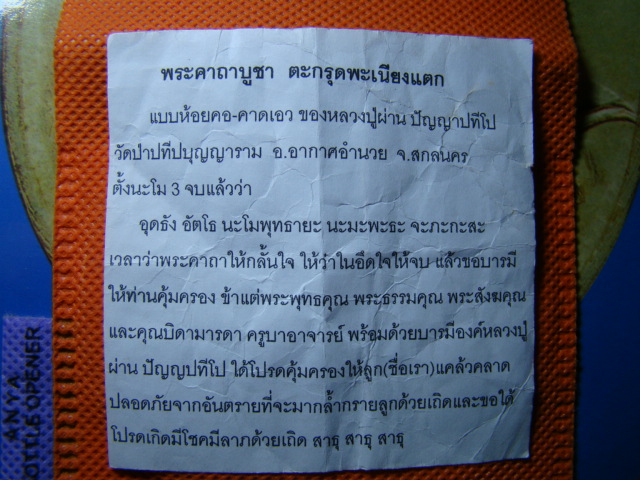 พระคาถาบูชา ตะกรุดพะเนียงแตก
แบบห้อยคอ-คาดเอว ของหลวงปู่ผ่าน ปัญญาปทีโป
วัดป่าปทีปบุญญาราม อ.อากาศอำนวย จ.สกลนคร
ตั้งนะโม 3 จบแล้วว่า
อุดธัง อัตโธ นะโมพุทธายะ นะมะพะธะ จะภะกะสะ
เวลาว่าพระคาถาให้กลั้นใจ ให้ว่าในอึดใจให้จบ แล้วขอบารมี
ให้ท่านคุ้มครอง ข้าแต่พระพุทธคุณ พระธรรมคุณ พระสังฆคุณ
และคุณบิดามารดา ครูบาอาจารย์ พร้อมด้วยบารมีองค์หลวงปู่
ผ่าน ปัญญปทีโป ได้โปรดคุ้มครองให้ลูก(ชื่อเรา)แคล้วคลาด
ปลอดภัยจากอันตรายที่จะมากล้ำกรายลูกด้วยเถิดและขอได้
โปรดเกิดมีโชคมีลาภด้วยเถิด สาธุ สาธุ สาธุ
ANYA
OTTLE OPENER